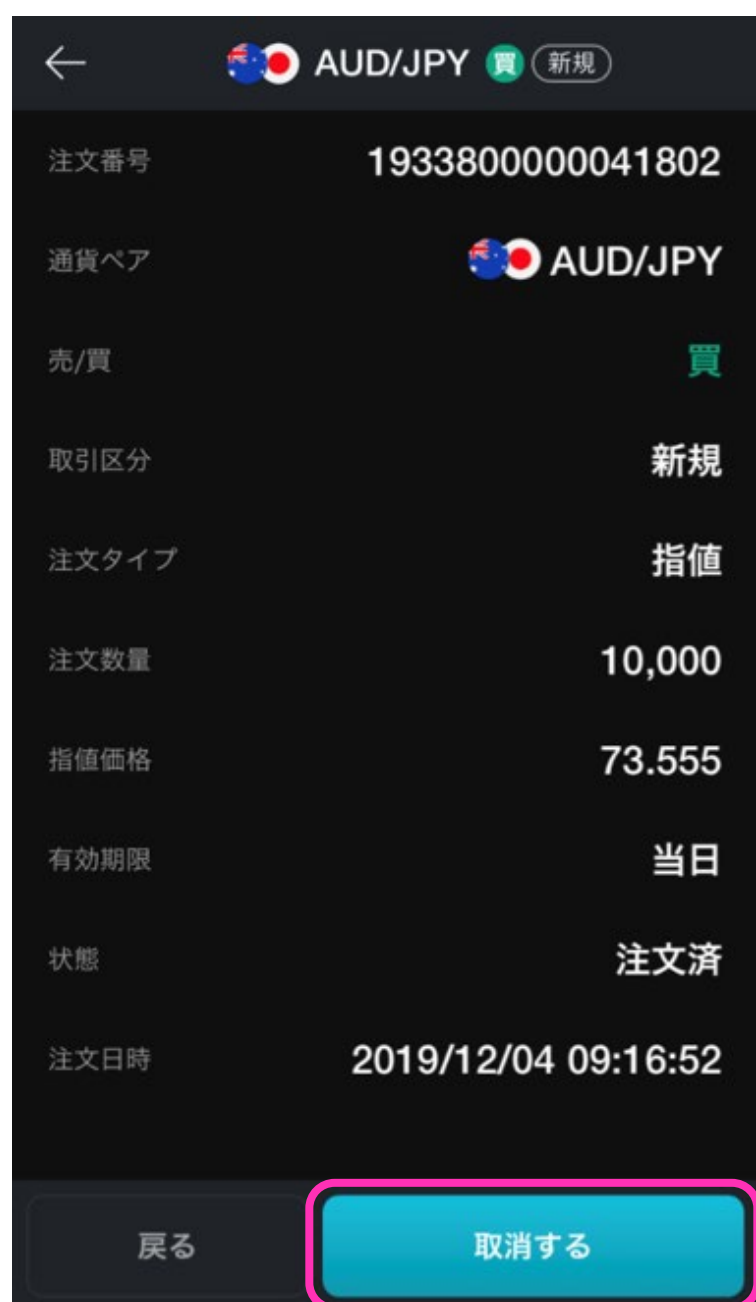 ← AUD/JPY 買 新規
注文番号 1933800000041802
通貨ペア AUD/JPY
売/買 買
取引区分 新規
注文タイプ 指値
注文数量 10,000
指値価格 73.555
有効期限 当日
状態 注文済
注文日時 2019/12/04 09:16:52
戻る 取消する